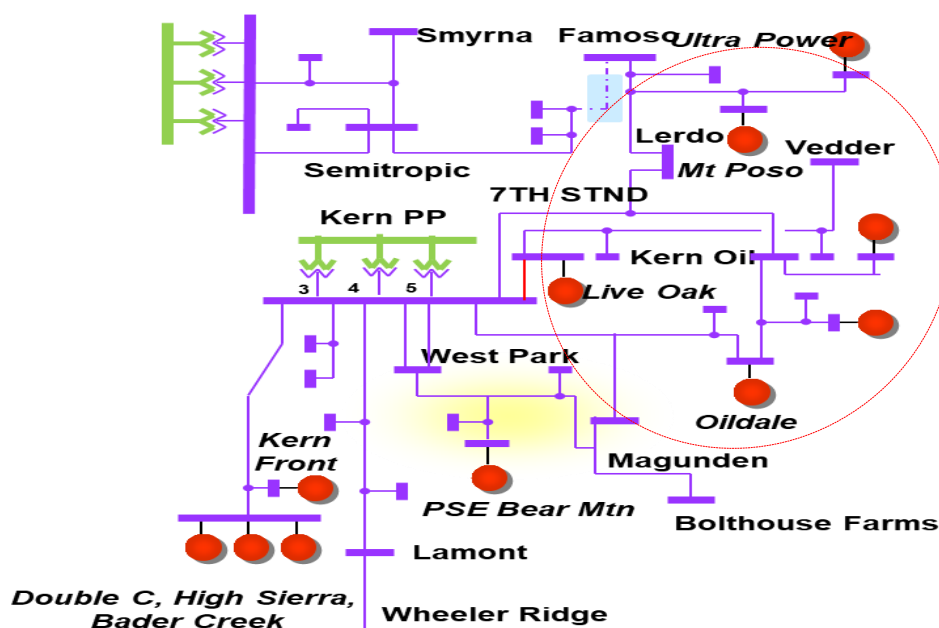 Smyrna
Famoso
Ultra Power
Lerdo
Vedder
Semitropic
Mt Poso
7TH STND
Kern PP
Kern Oil
3
4
5
Live Oak
West Park
Oildale
Kern
Front
Magunden
PSE Bear Mtn
Bolthouse Farms
Lamont
Double C, High Sierra,
Bader Creek
Wheeler Ridge